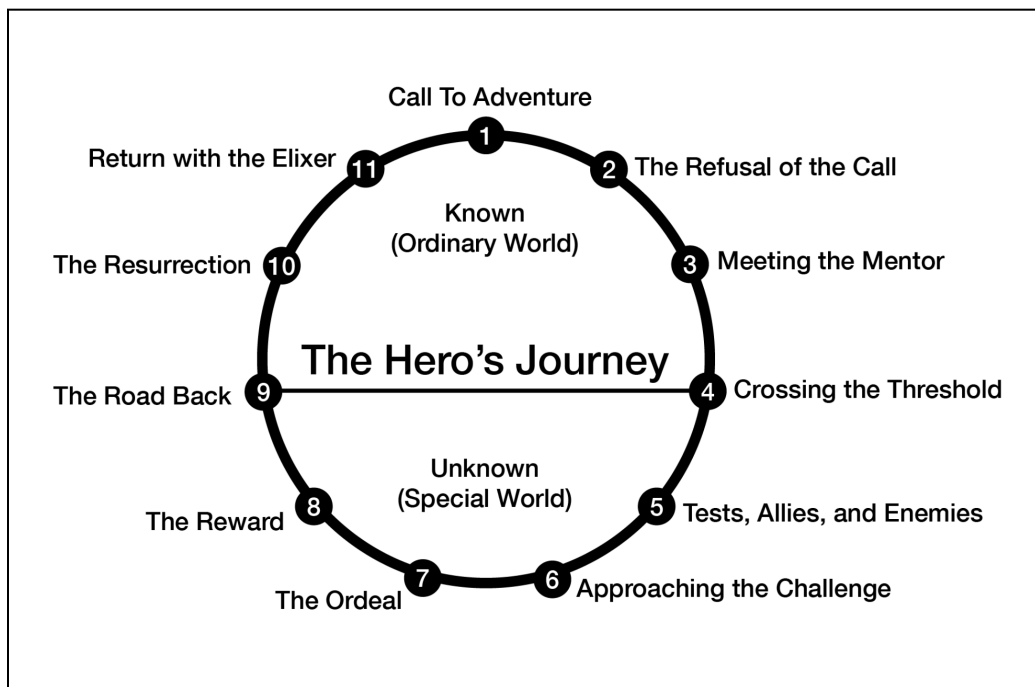 Call To Adventure
1
Return with the Elixer
11
2
The Refusal of the Call
Known
(Ordinary World)
The Resurrection
10
3
Meeting the Mentor
The Hero's Journey
The Road Back
9
4
Crossing the Threshold
Unknown
(Special World)
The Reward
8
5
Tests, Allies, and Enemies
The Ordeal
7
6
Approaching the Challenge